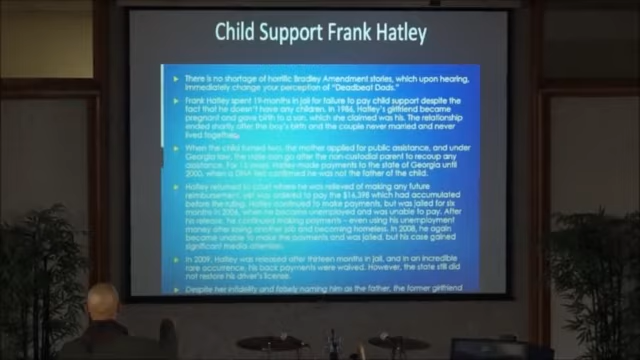 Child Support Frank Hatley
There is no shortage of horrific Bradley Amendment stories, which upon hearing,
immediately change your perception of "Deadbeat Dads."
Frank Hatley spent 19-months in jail for failure to pay child support despite the
fact that he doesn't have any children. In 1986, Hatley's girlfriend became
pregnant and gave birth to a son, which she claimed was his. The relationship
ended shortly after the boy's birth and the couple never married and never
lived together.
When the child turned two, the mother applied for public assistance, and under
Georgia law, the state can go after the non-custodial parent to recoup any
assistance. For 13 years, Hatley made payments to the state of Georgia until
2000, when a DNA test confirmed he was not the father of the child.
Hatley returned to court where he was relieved of making any future
reimbursement, yet was ordered to pay the $16,398 which had accumulated
before the ruling. Hatley continued to make payments, but was jailed for six
months in 2006, when he became unemployed and was unable to pay. After
his release, he continued making payments – even using his unemployment
money after losing another job and becoming homeless. In 2008, he again
became unable to make the payments and was jailed, but his case gained
significant media attention.
In 2009, Hatley was released after thirteen months in jail, and in an incredible
rare occurrence, his back payments were waived. However, the state still did
not restore his driver's license.
Despite her infidelity and falsely naming him as the father, the former girlfriend